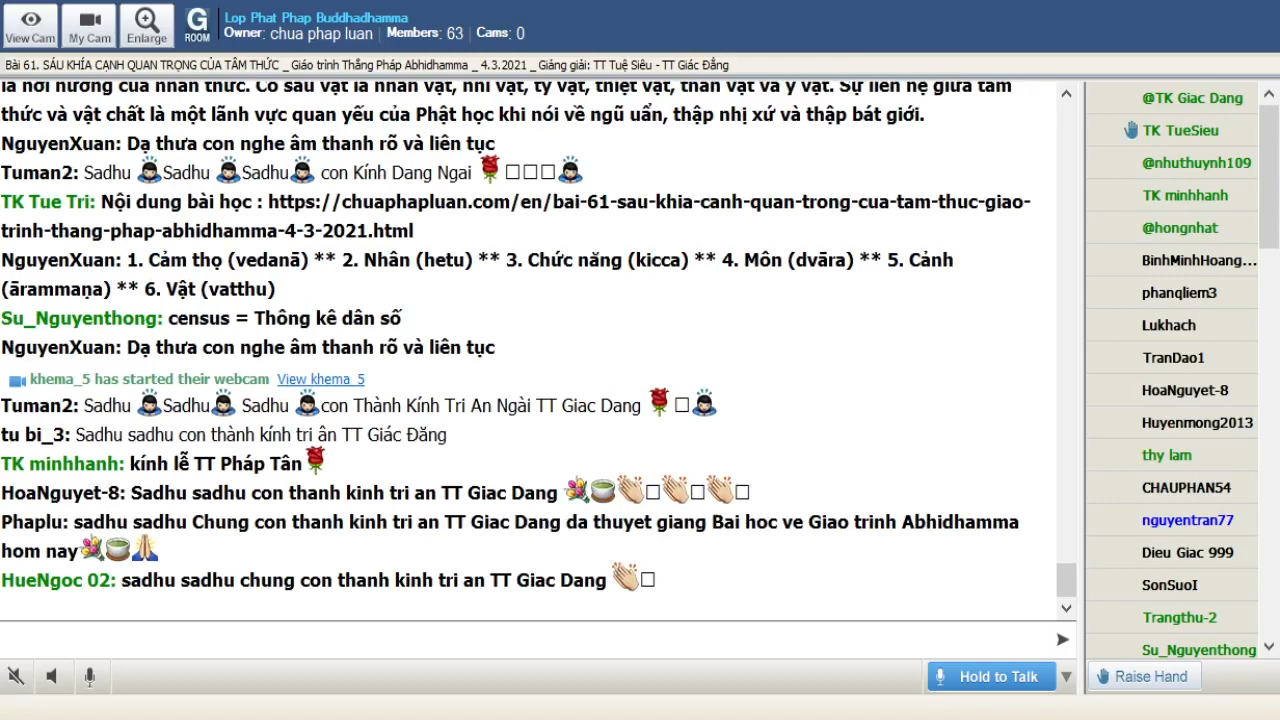 View Cam
My Cam
Enlarge
G
ROOM
Lop Phat Phap Buddhadhamma
Owner: chua phap luan | Members: 63 | Cams: 0
Bài 61. SÁU KHÍA CẠNH QUAN TRỌNG CỦA TÂM THỨC _ Giáo trình Thắng Pháp Abhidhamma _ 4.3.2021 _ Giảng giải: TT Tuệ Siêu - TT Giác Đẳng
là nơi nương của nhãn thức. Có sáu vật là nhãn vật, nhĩ vật, tỷ vật, thiệt vật, thân vật và ý vật. Sự liên hệ giữa tâm
thức và vật chất là một lãnh vực quan yếu của Phật học khi nói về ngũ uẩn, thập nhị xứ và thập bát giới.
NguyenXuan: Dạ thưa con nghe âm thanh rõ và liên tục
Tuman2: Sadhu Sadhu Sadhu con Kính Dang Ngai
TK Tue Tri: Nội dung bài học : https://chuaphapluan.com/en/bai-61-sau-khia-canh-quan-trong-cua-tam-thuc-giao-
trinh-thang-phap-abhidhamma-4-3-2021.html
NguyenXuan: 1. Cảm thọ (vedanā) ** 2. Nhân (hetu) ** 3. Chức năng (kicca) ** 4. Môn (dvāra) ** 5. Cảnh
(ārammaṇa) ** 6. Vật (vatthu)
Su_Nguyenthong: census = Thông kê dân số
NguyenXuan: Dạ thưa con nghe âm thanh rõ và liên tục
khema_5 has started their webcam View khema_5
Tuman2: Sadhu Sadhu Sadhu con Thành Kính Tri An Ngài TT Giac Dang
tu bi_3: Sadhu sadhu con thành kính tri ân TT Giác Đăng
TK minhhanh: kính lễ TT Pháp Tân
HoaNguyet-8: Sadhu sadhu con thanh kinh tri an TT Giac Dang
Phaplu: sadhu sadhu Chung con thanh kinh tri an TT Giac Dang da thuyet giang Bai hoc ve Giao trinh Abhidhamma
hom nay
HueNgoc 02: sadhu sadhu chung con thanh kinh tri an TT Giac Dang
Hold to Talk
@TK Giac Dang
TK TueSieu
@nhuthuynh109
TK minhhanh
@hongnhat
BinhMinhHoang...
phanqliem3
Lukhach
TranDao1
HoaNguyet-8
Huyenmong2013
thy lam
CHAUPHAN54
nguyentran77
Dieu Giac 999
SonSuoI
Trangthu-2
Su_Nguyenthong
Raise Hand